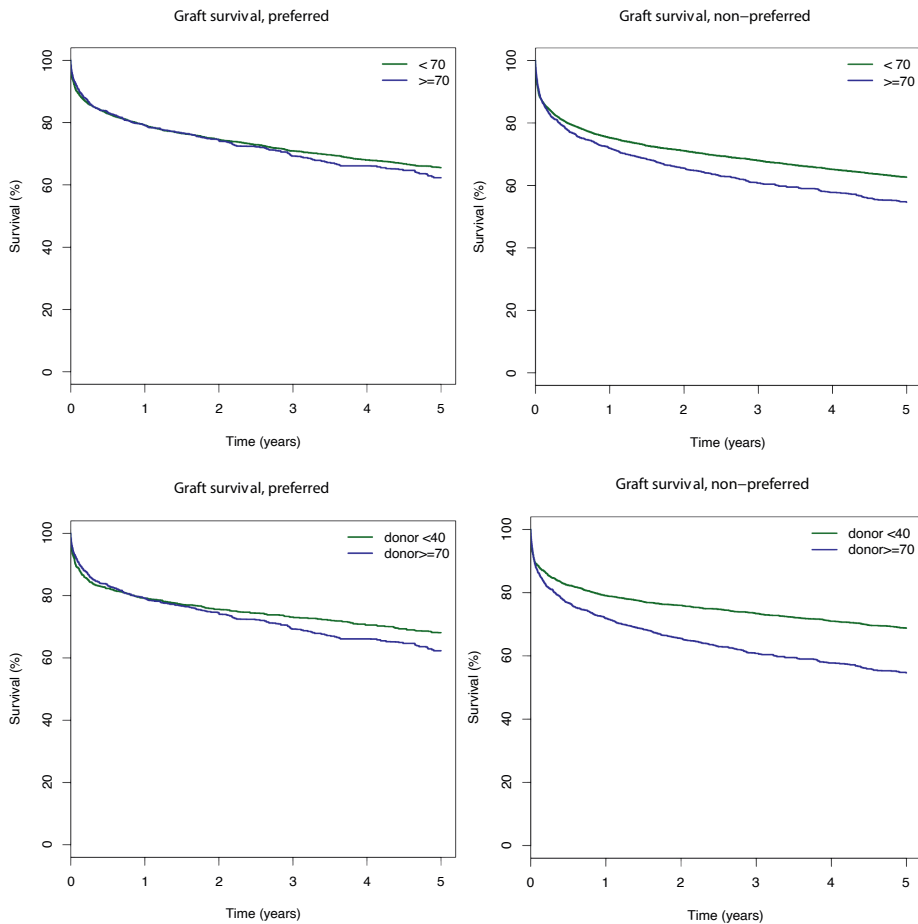 Graft survival, preferred
< 70
>=70
Survival (%)
100
80
60
40
20
0
0 1 2 3 4 5
Time (years)
Graft survival, non−preferred
< 70
>=70
Survival (%)
100
80
60
40
20
0
0 1 2 3 4 5
Time (years)
Graft survival, preferred
donor <40
donor>=70
Survival (%)
100
80
60
40
20
0
0 1 2 3 4 5
Time (years)
Graft survival, non−preferred
donor <40
donor>=70
Survival (%)
100
80
60
40
20
0
0 1 2 3 4 5
Time (years)